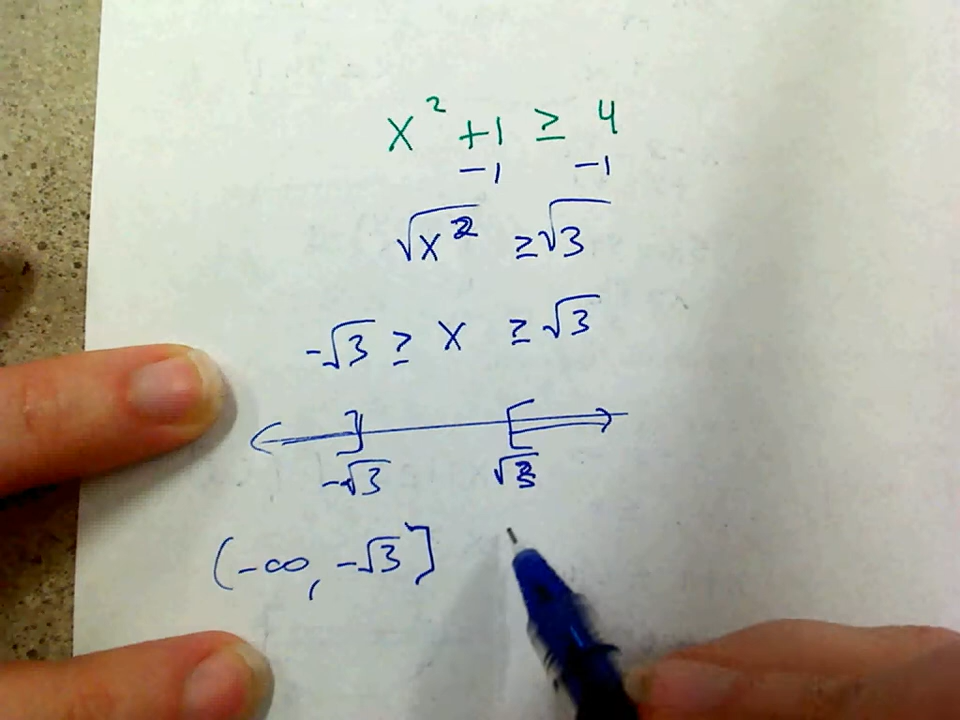 x² +1 ≥ 4
-1 -1
√x² ≥ √3
-√3 ≥ x ≥ √3
-√3 √3
(-∞, -√3]